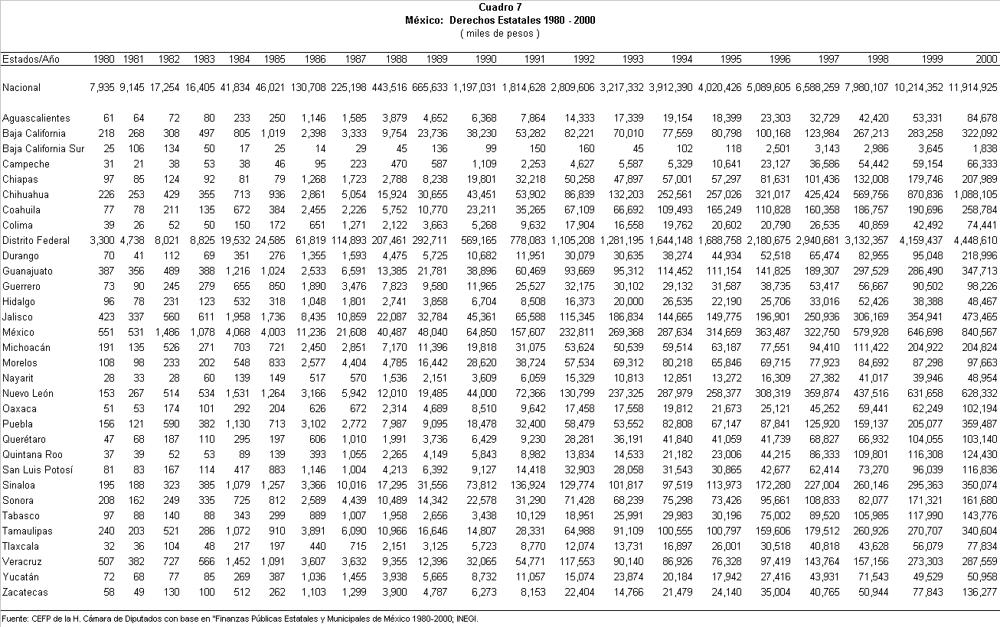 Cuadro 7
México: Derechos Estatales 1980 - 2000
( miles de pesos )
Estados/Año 1980 1981 1982 1983 1984 1985 1986 1987 1988 1989 1990 1991 1992 1993 1994 1995 1996 1997 1998 1999 2000
Nacional 7,935 9,145 17,254 16,405 41,834 46,021 130,708 225,198 443,516 665,633 1,197,031 1,814,628 2,809,606 3,217,332 3,912,390 4,020,426 5,089,605 6,588,259 7,980,107 10,214,352 11,914,925
Aguascalientes 61 64 72 80 233 250 1,146 1,585 3,879 4,652 6,368 7,864 14,333 17,339 19,154 18,399 23,303 32,729 42,420 53,331 84,678
Baja California 218 268 308 497 805 1,019 2,398 3,333 9,754 23,736 38,230 53,282 82,221 70,010 77,559 80,798 100,168 123,984 267,213 283,258 322,092
Baja California Sur 25 106 134 50 17 25 14 29 45 136 99 150 160 45 102 118 2,501 3,143 2,986 3,645 1,838
Campeche 31 21 38 53 38 46 95 223 470 587 1,109 2,253 4,627 5,587 5,329 10,641 23,127 36,586 54,442 59,154 66,333
Chiapas 97 85 124 92 81 79 1,268 1,723 2,788 8,238 19,801 32,218 50,258 47,897 57,001 57,297 81,631 101,436 132,008 179,746 207,989
Chihuahua 226 253 429 355 713 936 2,861 5,054 15,924 30,655 43,451 53,902 86,839 132,203 252,561 257,026 321,017 425,424 569,756 870,836 1,088,105
Coahuila 77 78 211 135 672 384 2,455 2,226 5,752 10,770 23,211 35,265 67,109 66,692 109,493 165,249 110,828 160,358 186,757 190,696 258,784
Colima 39 26 52 50 150 172 651 1,271 2,122 3,663 5,268 9,632 17,904 16,558 19,762 20,602 20,790 26,535 40,859 42,492 74,441
Distrito Federal 3,300 4,738 8,021 8,825 19,532 24,585 61,819 114,893 207,461 292,711 569,165 778,083 1,105,208 1,281,195 1,644,148 1,688,758 2,180,675 2,940,681 3,132,357 4,159,437 4,448,610
Durango 70 41 112 69 351 276 1,355 1,593 4,475 5,725 10,682 11,951 30,079 30,635 38,274 44,934 52,518 65,474 82,955 95,048 218,996
Guanajuato 387 356 489 388 1,216 1,024 2,533 6,591 13,385 21,781 38,896 60,469 93,669 95,312 114,452 111,154 141,825 189,307 297,529 286,490 347,713
Guerrero 73 90 245 279 655 850 1,890 3,476 7,823 9,580 11,965 25,527 32,175 30,102 29,132 31,587 38,735 53,417 56,667 90,502 98,226
Hidalgo 96 78 231 123 532 318 1,048 1,801 2,741 3,858 6,704 8,508 16,373 20,000 26,535 22,190 25,706 33,016 52,426 38,388 48,467
Jalisco 423 337 560 611 1,958 1,736 8,435 10,859 22,087 32,784 45,361 65,588 115,345 186,834 144,665 149,775 196,901 250,936 306,169 354,941 473,465
México 551 531 1,486 1,078 4,068 4,003 11,236 21,608 40,487 48,040 64,850 157,607 232,811 269,368 287,634 314,659 363,487 322,750 579,928 646,698 840,567
Michoacán 191 135 526 271 703 721 2,450 2,851 7,170 11,396 19,818 31,075 53,624 50,539 59,514 63,187 77,551 94,410 111,422 204,922 204,824
Morelos 108 98 233 202 548 833 2,577 4,404 4,785 16,442 28,620 38,724 57,534 69,312 80,218 65,846 69,715 77,923 84,692 87,298 97,663
Nayarit 28 33 28 60 139 149 517 570 1,536 2,151 3,609 6,059 15,329 10,813 12,851 13,272 16,309 27,382 41,017 39,946 48,954
Nuevo León 153 267 514 534 1,531 1,264 3,166 5,942 12,010 19,485 44,000 72,366 130,799 237,325 287,979 258,377 308,319 359,874 437,516 631,658 628,332
Oaxaca 51 53 174 101 292 204 626 672 2,314 4,689 8,510 9,642 17,458 17,558 19,812 21,673 25,121 45,252 59,441 62,249 102,194
Puebla 156 121 590 382 1,130 713 3,102 2,772 7,987 9,095 18,478 32,400 58,479 53,552 82,808 67,147 87,841 125,920 159,137 205,077 359,487
Querétaro 47 68 187 110 295 197 606 1,010 1,991 3,736 6,429 9,230 28,281 36,191 41,840 41,059 41,739 68,827 66,932 104,055 103,140
Quintana Roo 37 39 52 53 89 139 393 1,055 2,265 4,149 5,843 8,982 13,834 14,533 21,182 23,006 44,215 86,333 109,801 116,308 124,430
San Luis Potosí 81 83 167 114 417 883 1,146 1,004 4,213 6,392 9,127 14,418 32,903 28,058 31,543 30,865 42,677 62,414 73,270 96,039 116,836
Sinaloa 195 188 323 385 1,079 1,257 3,366 10,016 17,295 31,556 73,812 136,924 129,774 101,817 97,519 113,973 172,280 227,004 260,146 295,363 350,074
Sonora 208 162 249 335 725 812 2,589 4,439 10,489 14,342 22,578 31,290 71,428 68,239 75,298 73,426 95,661 108,833 82,077 171,321 161,680
Tabasco 97 88 140 88 343 299 889 1,007 1,958 2,656 3,438 10,129 18,951 25,991 29,983 30,196 75,002 89,520 105,985 117,990 143,776
Tamaulipas 240 203 521 286 1,072 910 3,891 6,090 10,966 16,646 14,807 28,331 64,988 91,109 100,555 100,797 159,606 179,512 260,926 270,707 340,604
Tlaxcala 32 36 104 48 217 197 440 715 2,151 3,125 5,723 8,770 12,074 13,731 16,897 26,001 30,518 40,818 43,628 56,079 77,834
Veracruz 507 382 727 566 1,452 1,091 3,607 3,632 9,355 12,396 32,065 54,771 117,553 90,140 86,926 76,328 97,419 143,764 157,156 273,303 287,559
Yucatán 72 68 77 85 269 387 1,036 1,455 3,938 5,665 8,732 11,057 15,074 23,874 20,184 17,942 27,416 43,931 71,543 49,529 50,958
Zacatecas 58 49 130 100 512 262 1,103 1,299 3,900 4,787 6,273 8,153 22,404 14,766 21,479 24,140 35,004 40,765 50,944 77,843 136,277
Fuente: CEFP de la H. Cámara de Diputados con base en "Finanzas Públicas Estatales y Municipales de México 1980-2000; INEGI.